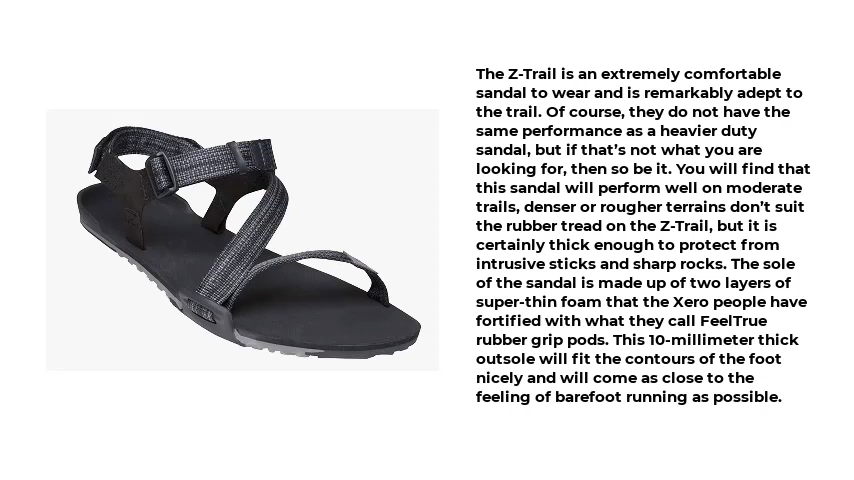 The Z-Trail is an extremely comfortable
sandal to wear and is remarkably adept to
the trail. Of course, they do not have the
same performance as a heavier duty
sandal, but if that’s not what you are
looking for, then so be it. You will find that
this sandal will perform well on moderate
trails, denser or rougher terrains don’t suit
the rubber tread on the Z-Trail, but it is
certainly thick enough to protect from
intrusive sticks and sharp rocks. The sole
of the sandal is made up of two layers of
super-thin foam that the Xero people have
fortified with what they call FeelTrue
rubber grip pods. This 10-millimeter thick
outsole will fit the contours of the foot
nicely and will come as close to the
feeling of barefoot running as possible.